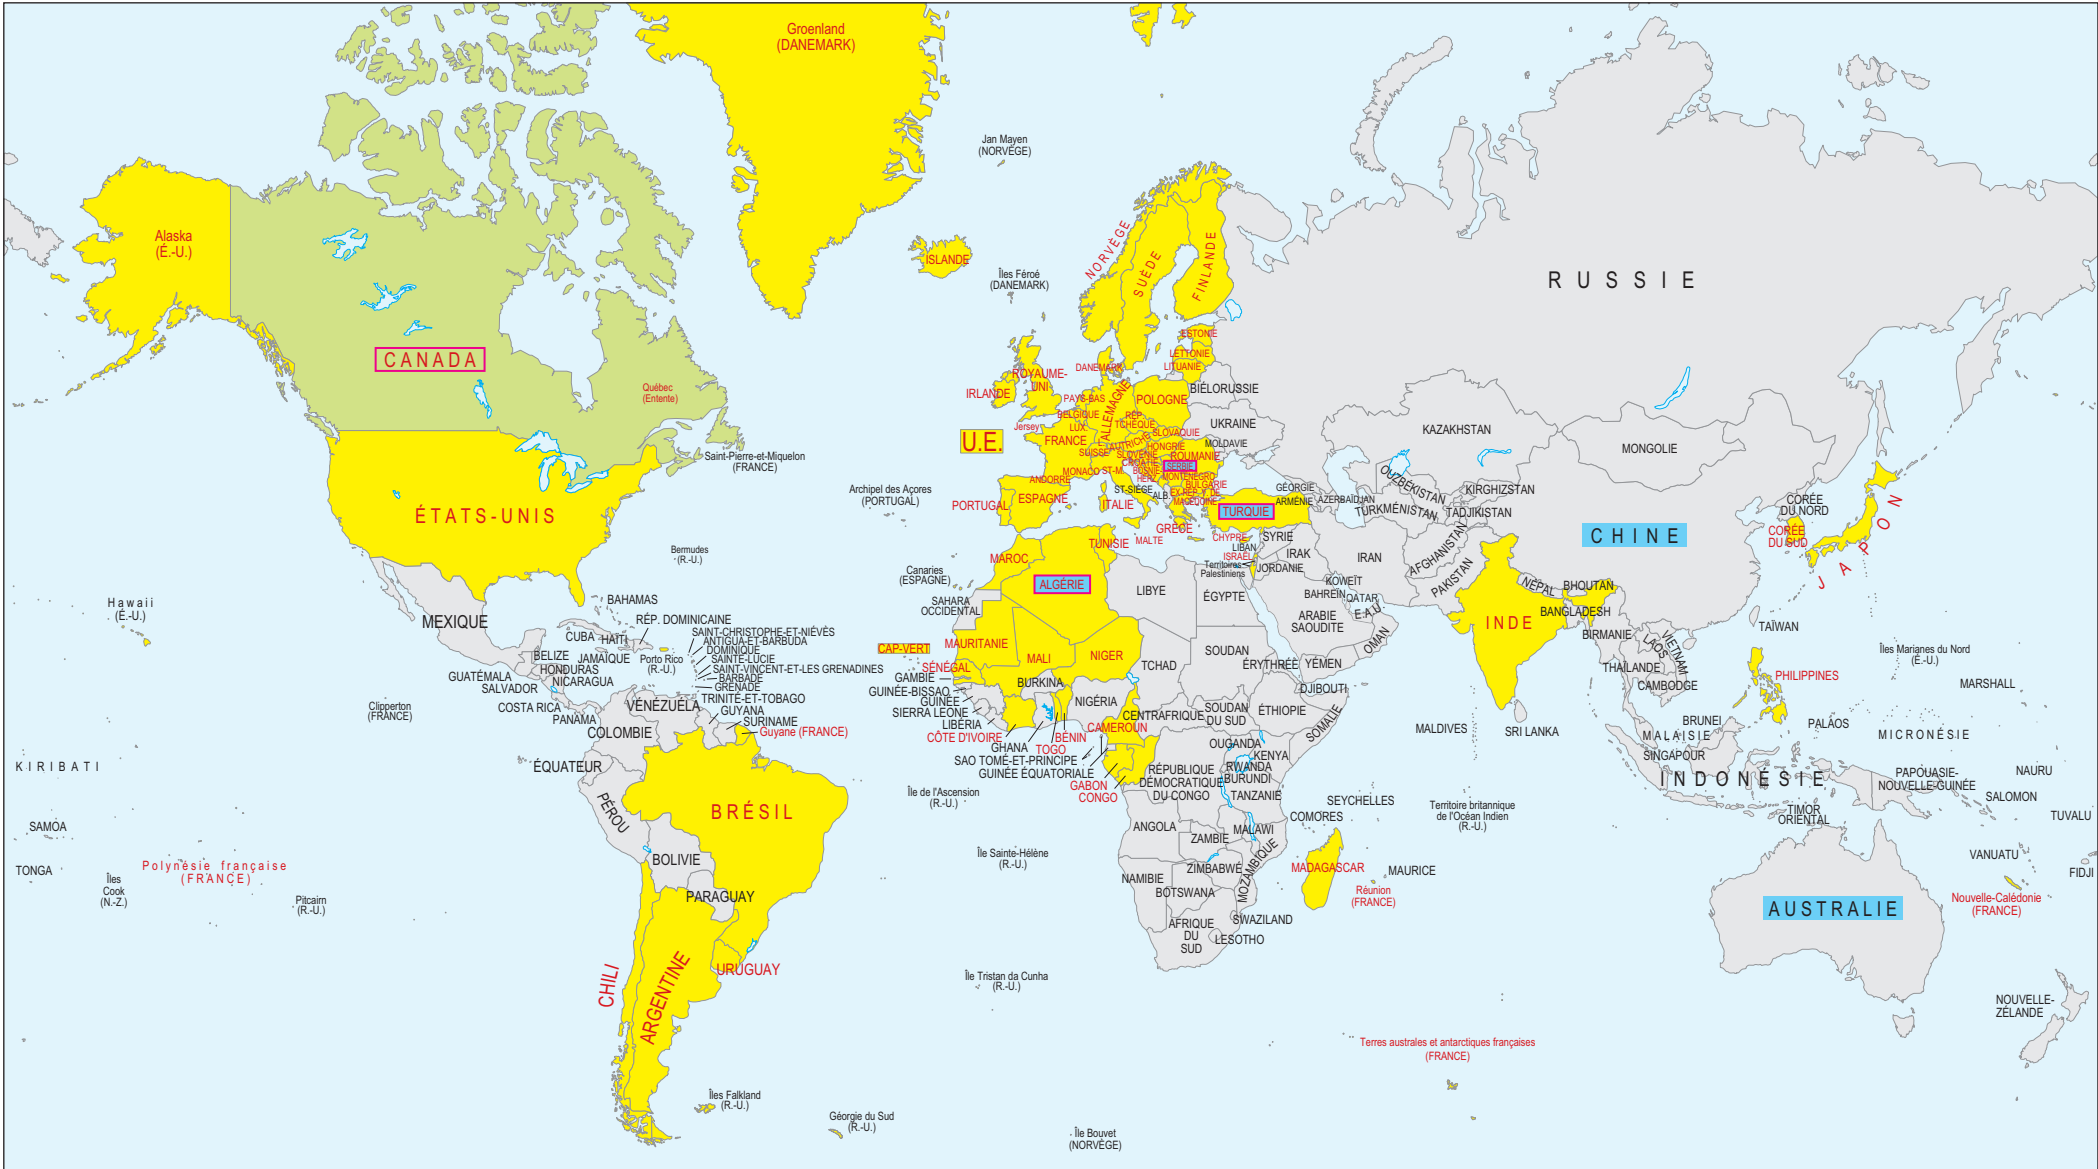 Groenland
(DANEMARK)
Jan Mayen
(NORVÈGE)
Alaska
(É.-U.)
ISLANDE
Îles Féroé
(DANEMARK)
NORVÈGE
SUÈDE
FINLANDE
RUSSIE
CANADA
Québec
(Entente)
ESTONIE
LETTONIE
LITUANIE
DANEMARK
ROYAUME-
UNI
IRLANDE
PAYS-BAS
BELGIQUE
LUX.
ALLEMAGNE
POLOGNE
BIÉLORUSSIE
RÉP.
TCHÈQUE
SLOVAQUIE
UKRAINE
Jersey
U.E.
FRANCE
SUISSE
AUTRICHE
HONGRIE
SLOVÉNIE
CROATIE
ROUMANIE
MOLDAVIE
BOSNIE-
HERZ.
SERBIE
MONTÉNÉGRO
BULGARIE
MONACO
ST-M.
ANDORRE
ST-SIÈGE
ALB.
EX-RÉP. Y. DE
MACÉDOINE
PORTUGAL
ESPAGNE
ITALIE
GRÈCE
MALTE
TURQUIE
GÉORGIE
ARMÉNIE
AZERBAÏDJAN
KAZAKHSTAN
MONGOLIE
OUZBÉKISTAN
KIRGHIZSTAN
TURKMÉNISTAN
TADJIKISTAN
CHINE
CORÉE
DU NORD
CORÉE
DU SUD
JAPON
Saint-Pierre-et-Miquelon
(FRANCE)
Archipel des Açores
(PORTUGAL)
ÉTATS-UNIS
Bermudes
(R.-U.)
Canaries
(ESPAGNE)
MAROC
TUNISIE
ALGÉRIE
LIBYE
ÉGYPTE
CHYPRE
LIBAN
SYRIE
ISRAËL
Territoires
Palestiniens
JORDANIE
IRAK
IRAN
AFGHANISTAN
PAKISTAN
KOWEÏT
BAHREÏN
QATAR
E.A.U.
ARABIE
SAOUDITE
OMAN
YÉMEN
INDE
NÉPAL
BHOUTAN
BANGLADESH
BIRMANIE
LAOS
VIETNAM
THAÏLANDE
CAMBODGE
TAÏWAN
PHILIPPINES
Îles Marianes du Nord
(É.-U.)
MARSHALL
Hawaii
(É.-U.)
MEXIQUE
BAHAMAS
RÉP. DOMINICAINE
CUBA
HAÏTI
SAINT-CHRISTOPHE-ET-NIÉVÈS
ANTIGUA-ET-BARBUDA
DOMINIQUE
SAINTE-LUCIE
SAINT-VINCENT-ET-LES GRENADINES
BARBADE
GRENADE
TRINITÉ-ET-TOBAGO
BELIZE
JAMAÏQUE
Porto Rico
(R.-U.)
HONDURAS
GUATÉMALA
NICARAGUA
SALVADOR
COSTA RICA
PANAMA
Clipperton
(FRANCE)
VÉNÉZUÉLA
GUYANA
SURINAME
Guyane (FRANCE)
COLOMBIE
ÉQUATEUR
PÉROU
BRÉSIL
BOLIVIE
PARAGUAY
CHILI
ARGENTINE
URUGUAY
SAHARA
OCCIDENTAL
CAP-VERT
MAURITANIE
MALI
NIGER
TCHAD
SOUDAN
ÉRYTHRÉE
DJIBOUTI
SÉNÉGAL
GAMBIE
GUINÉE-BISSAO
GUINÉE
SIERRA LEONE
LIBÉRIA
CÔTE D'IVOIRE
BURKINA
GHANA
TOGO
BÉNIN
NIGÉRIA
CAMEROUN
CENTRAFRIQUE
SOUDAN
DU SUD
ÉTHIOPIE
SOMALIE
SAO TOMÉ-ET-PRINCIPE
GUINÉE ÉQUATORIALE
GABON
CONGO
RÉPUBLIQUE
DÉMOCRATIQUE
DU CONGO
OUGANDA
KENYA
RWANDA
BURUNDI
TANZANIE
ANGOLA
ZAMBIE
MALAWI
MOZAMBIQUE
ZIMBABWÉ
NAMIBIE
BOTSWANA
AFRIQUE
DU
SUD
SWAZILAND
LESOTHO
MADAGASCAR
COMORES
SEYCHELLES
MAURICE
Réunion
(FRANCE)
MALDIVES
SRI LANKA
Territoire britannique
de l'Océan Indien
(R.-U.)
BRUNEI
MALAISIE
SINGAPOUR
INDONÉSIE
TIMOR
ORIENTAL
PALAOS
MICRONÉSIE
PAPOUASIE-
NOUVELLE-GUINÉE
NAURU
SALOMON
TUVALU
VANUATU
FIDJI
Nouvelle-Calédonie
(FRANCE)
AUSTRALIE
NOUVELLE-
ZÉLANDE
KIRIBATI
SAMOA
TONGA
Îles
Cook
(N.-Z.)
Polynésie française
(FRANCE)
Pitcairn
(R.-U.)
Île de l'Ascension
(R.-U.)
Île Sainte-Hélène
(R.-U.)
Île Tristan da Cunha
(R.-U.)
Îles Falkland
(R.-U.)
Géorgie du Sud
(R.-U.)
Île Bouvet
(NORVÈGE)
Terres australes et antarctiques françaises
(FRANCE)